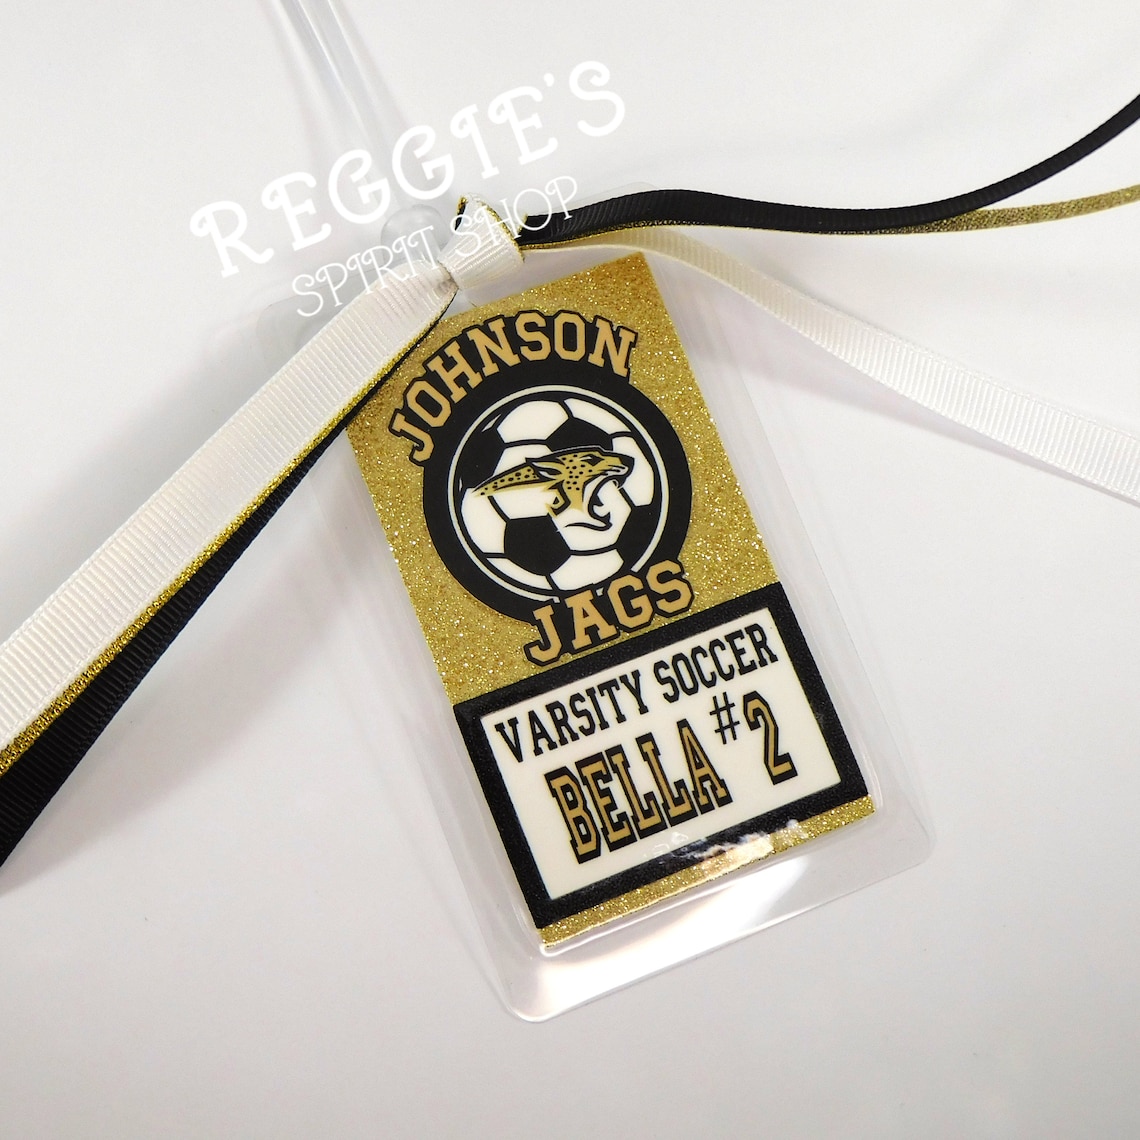 REGGIE'S
SPIRIT SHOP
JOHNSON
JAGS
VARSITY SOCCER
BELLA #2